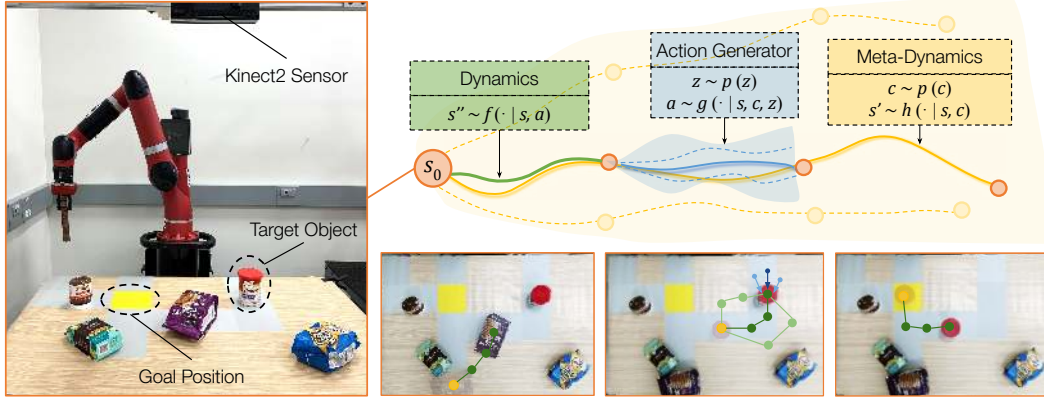 Kinect2 Sensor
Target Object
Goal Position
s₀
Dynamics
s'' ~ f (· | s, a)
Action Generator
z ~ p (z)
a ~ g (· | s, c, z)
Meta-Dynamics
c ~ p (c)
s' ~ h (· | s, c)